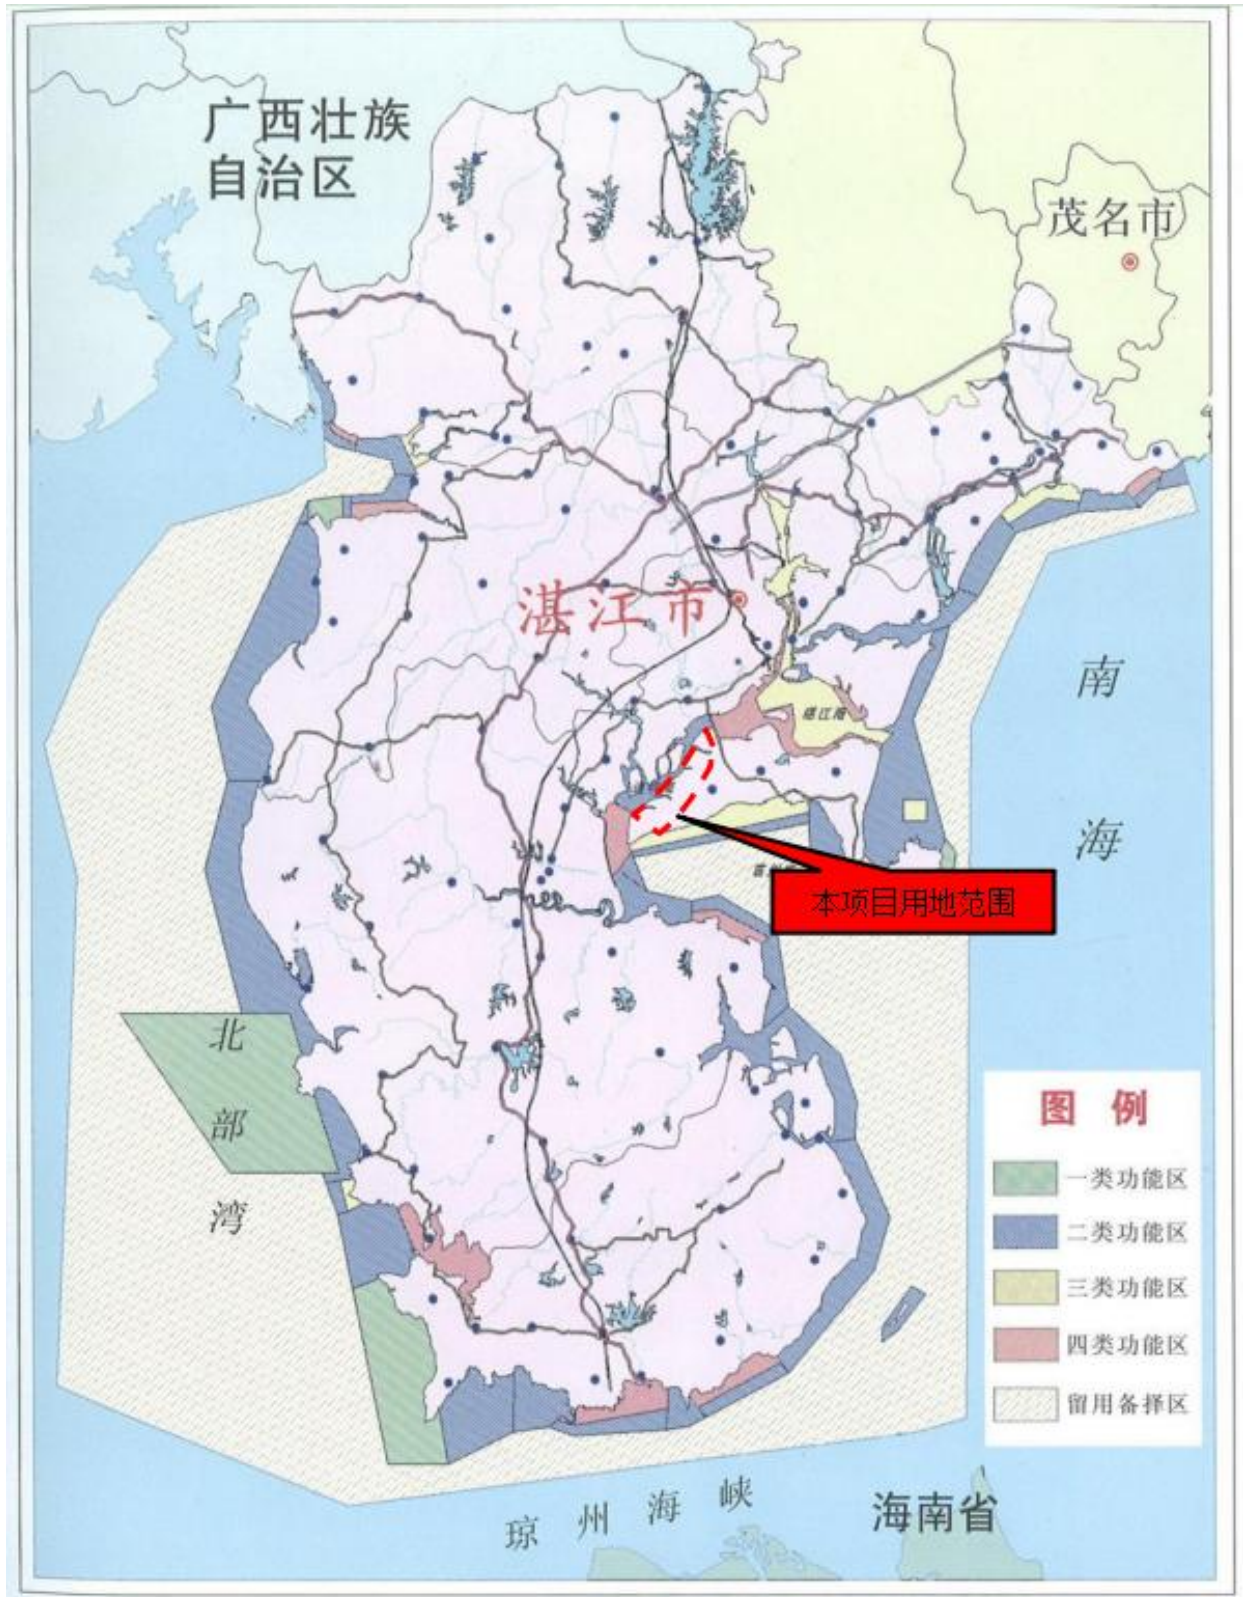 广西壮族
自治区
茂名市
湛江市
湛江港
南
海
本项目用地范围
北
部
湾
图例
一类功能区
二类功能区
三类功能区
四类功能区
留用备择区
琼州海峡
海南省